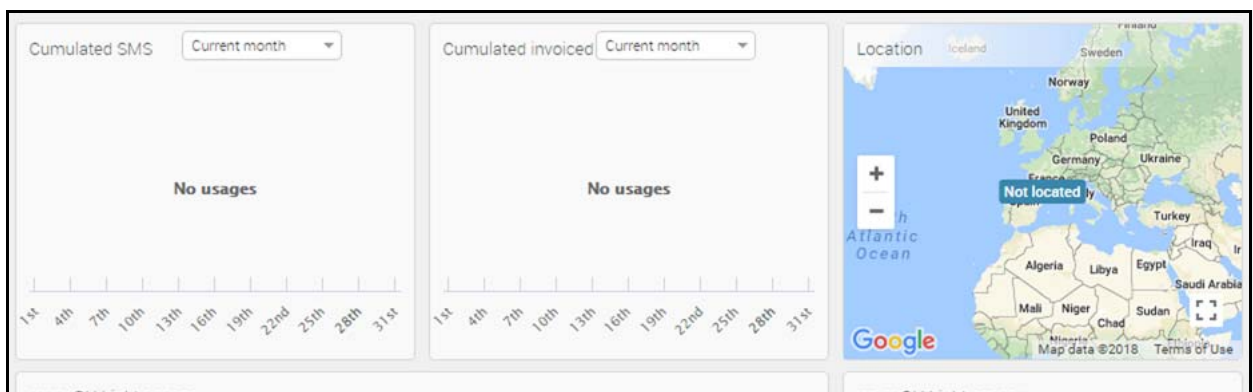 Cumulated SMS Current month
No usages
1st 4th 7th 10th 13th 16th 19th 22nd 25th 28th 31st
Cumulated invoiced Current month
No usages
1st 4th 7th 10th 13th 16th 19th 22nd 25th 28th 31st
Location
Iceland
Finland
Sweden
Norway
United
Kingdom
Poland
Germany
Ukraine
France
Not located
Spain
Turkey
Atlantic
Ocean
Iraq
Algeria
Libya
Egypt
Saudi Arabia
Mali
Niger
Sudan
Chad
Google
Map data ©2018 Terms of Use